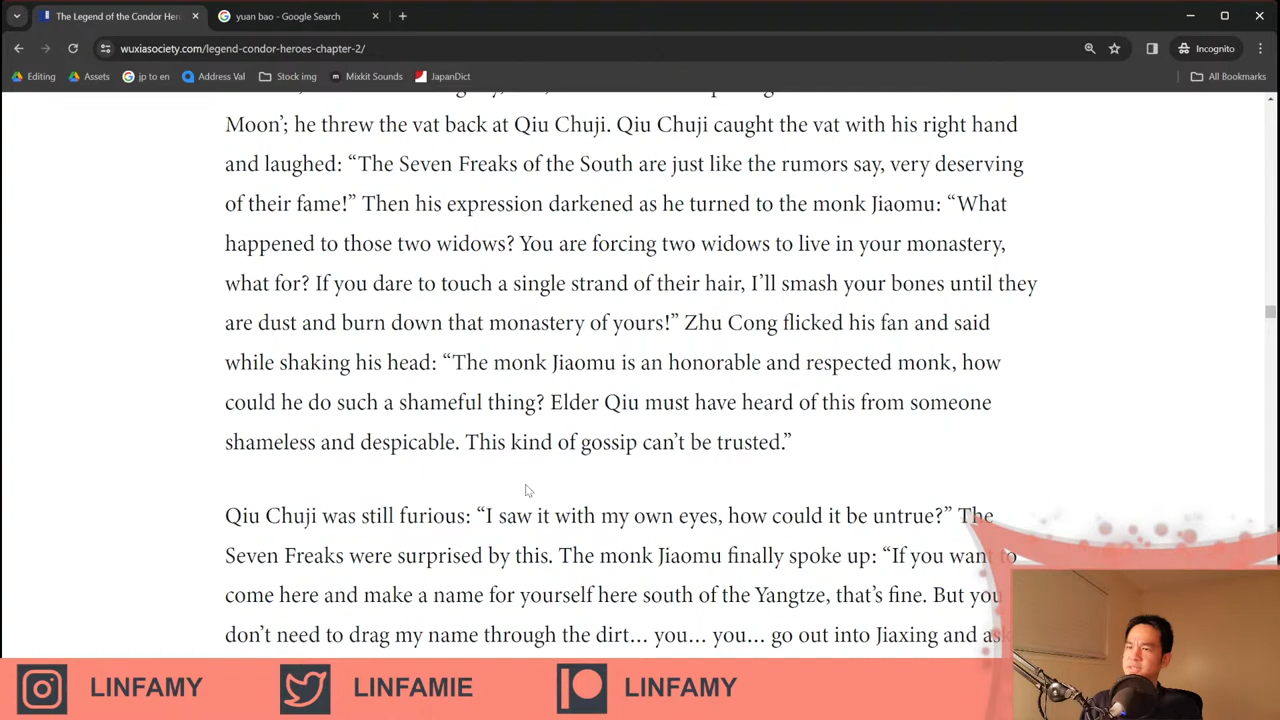 The Legend of the Condor Her
yuan bao - Google Search
wuxiasociety.com/legend-condor-heroes-chapter-2/
Incognito
Editing
Assets
jp to en
Address Val
Stock img
Mixkit Sounds
JapanDict
All Bookmarks
Moon’; he threw the vat back at Qiu Chuji. Qiu Chuji caught the vat with his right hand
and laughed: “The Seven Freaks of the South are just like the rumors say, very deserving
of their fame!” Then his expression darkened as he turned to the monk Jiaomu: “What
happened to those two widows? You are forcing two widows to live in your monastery,
what for? If you dare to touch a single strand of their hair, I’ll smash your bones until they
are dust and burn down that monastery of yours!” Zhu Cong flicked his fan and said
while shaking his head: “The monk Jiaomu is an honorable and respected monk, how
could he do such a shameful thing? Elder Qiu must have heard of this from someone
shameless and despicable. This kind of gossip can’t be trusted.”
Qiu Chuji was still furious: “I saw it with my own eyes, how could it be untrue?” The
Seven Freaks were surprised by this. The monk Jiaomu finally spoke up: “If you want to
come here and make a name for yourself here south of the Yangtze, that’s fine. But you
don’t need to drag my name through the dirt… you… you… go out into Jiaxing and ask
LINFAMY
LINFAMIE
LINFAMY